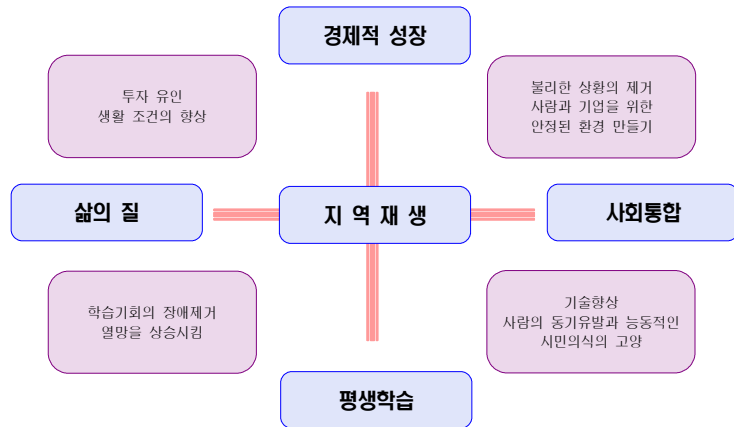 경제적 성장
투자 유인
생활 조건의 향상
불리한 상황의 제거
사람과 기업을 위한
안정된 환경 만들기
삶의 질
지 역 재 생
사회통합
학습기회의 장애제거
열망을 상승시킴
기술향상
사람의 동기유발과 능동적인
시민의식의 고양
평생학습